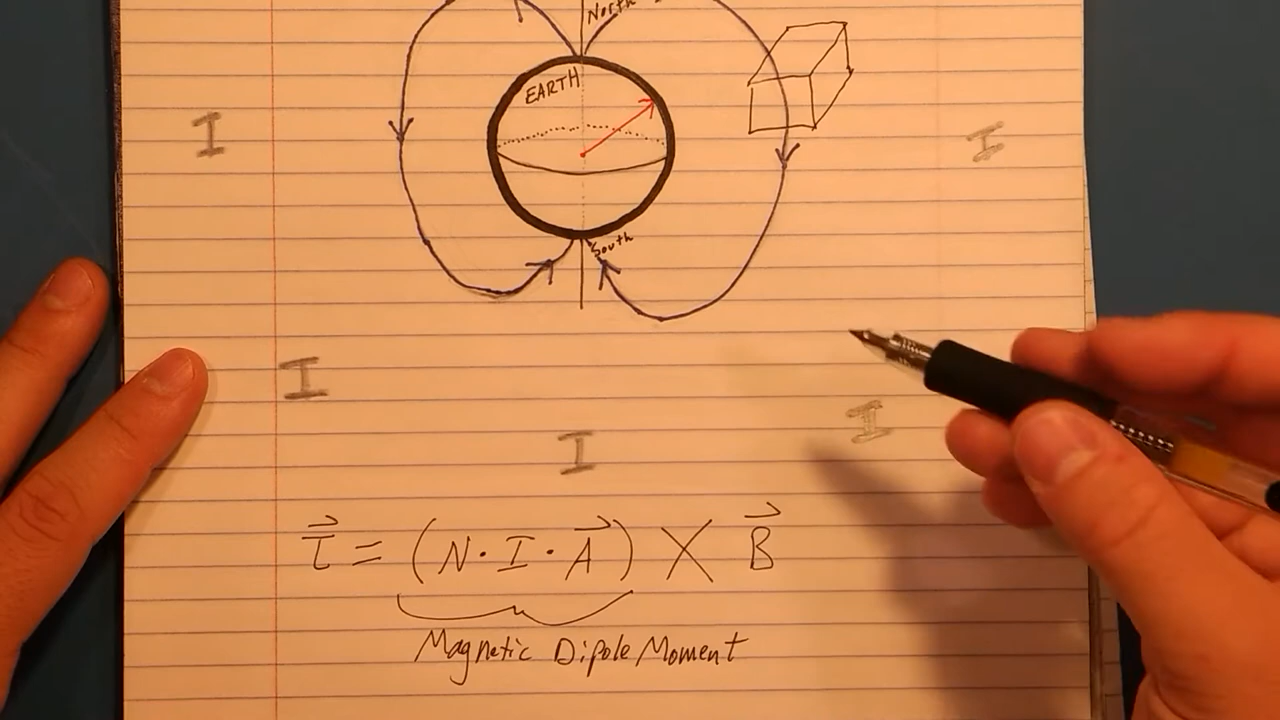 North
EARTH
I
I
South
I
I
I
τ⃗ = (N · I · A⃗) X B⃗
Magnetic Dipole Moment